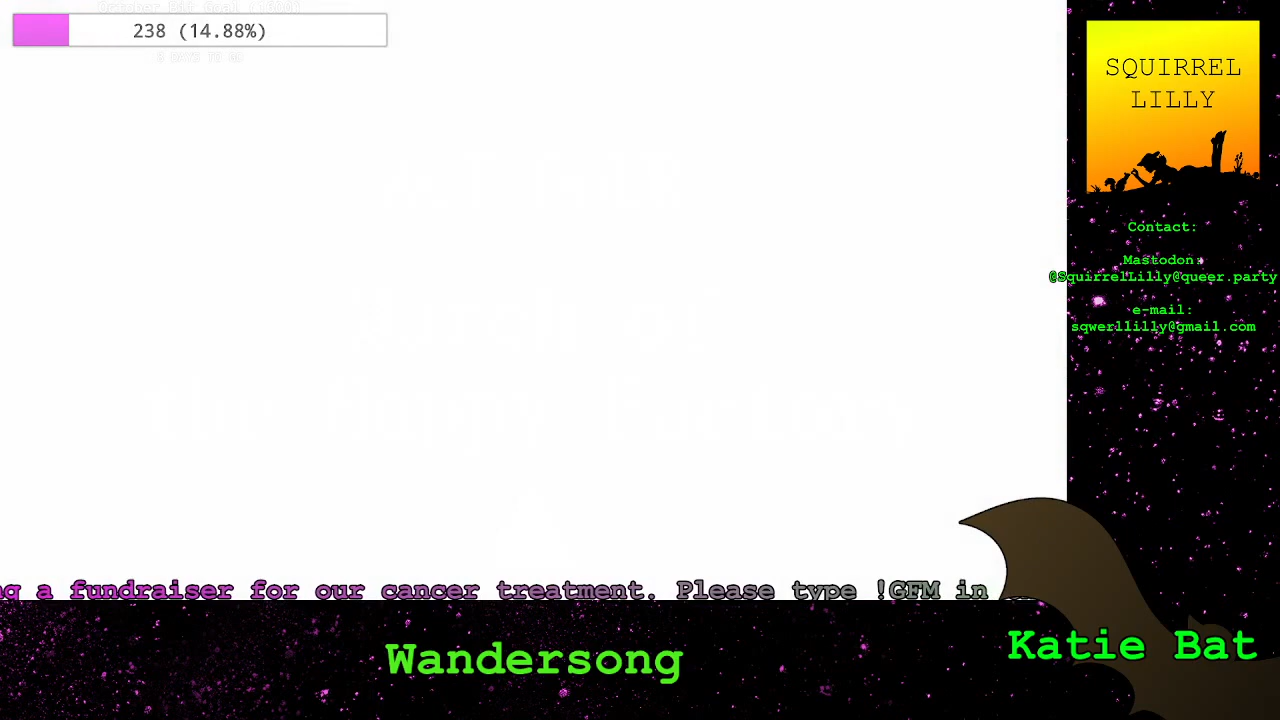 238 (14.88%)
SQUIRREL
LILLY
Contact:
Mastodon:
@SquirrelLilly@queer.party
e-mail:
sqwerllilly@gmail.com
a fundraiser for our cancer treatment. Please type !GFM in
Wandersong
Katie Bat